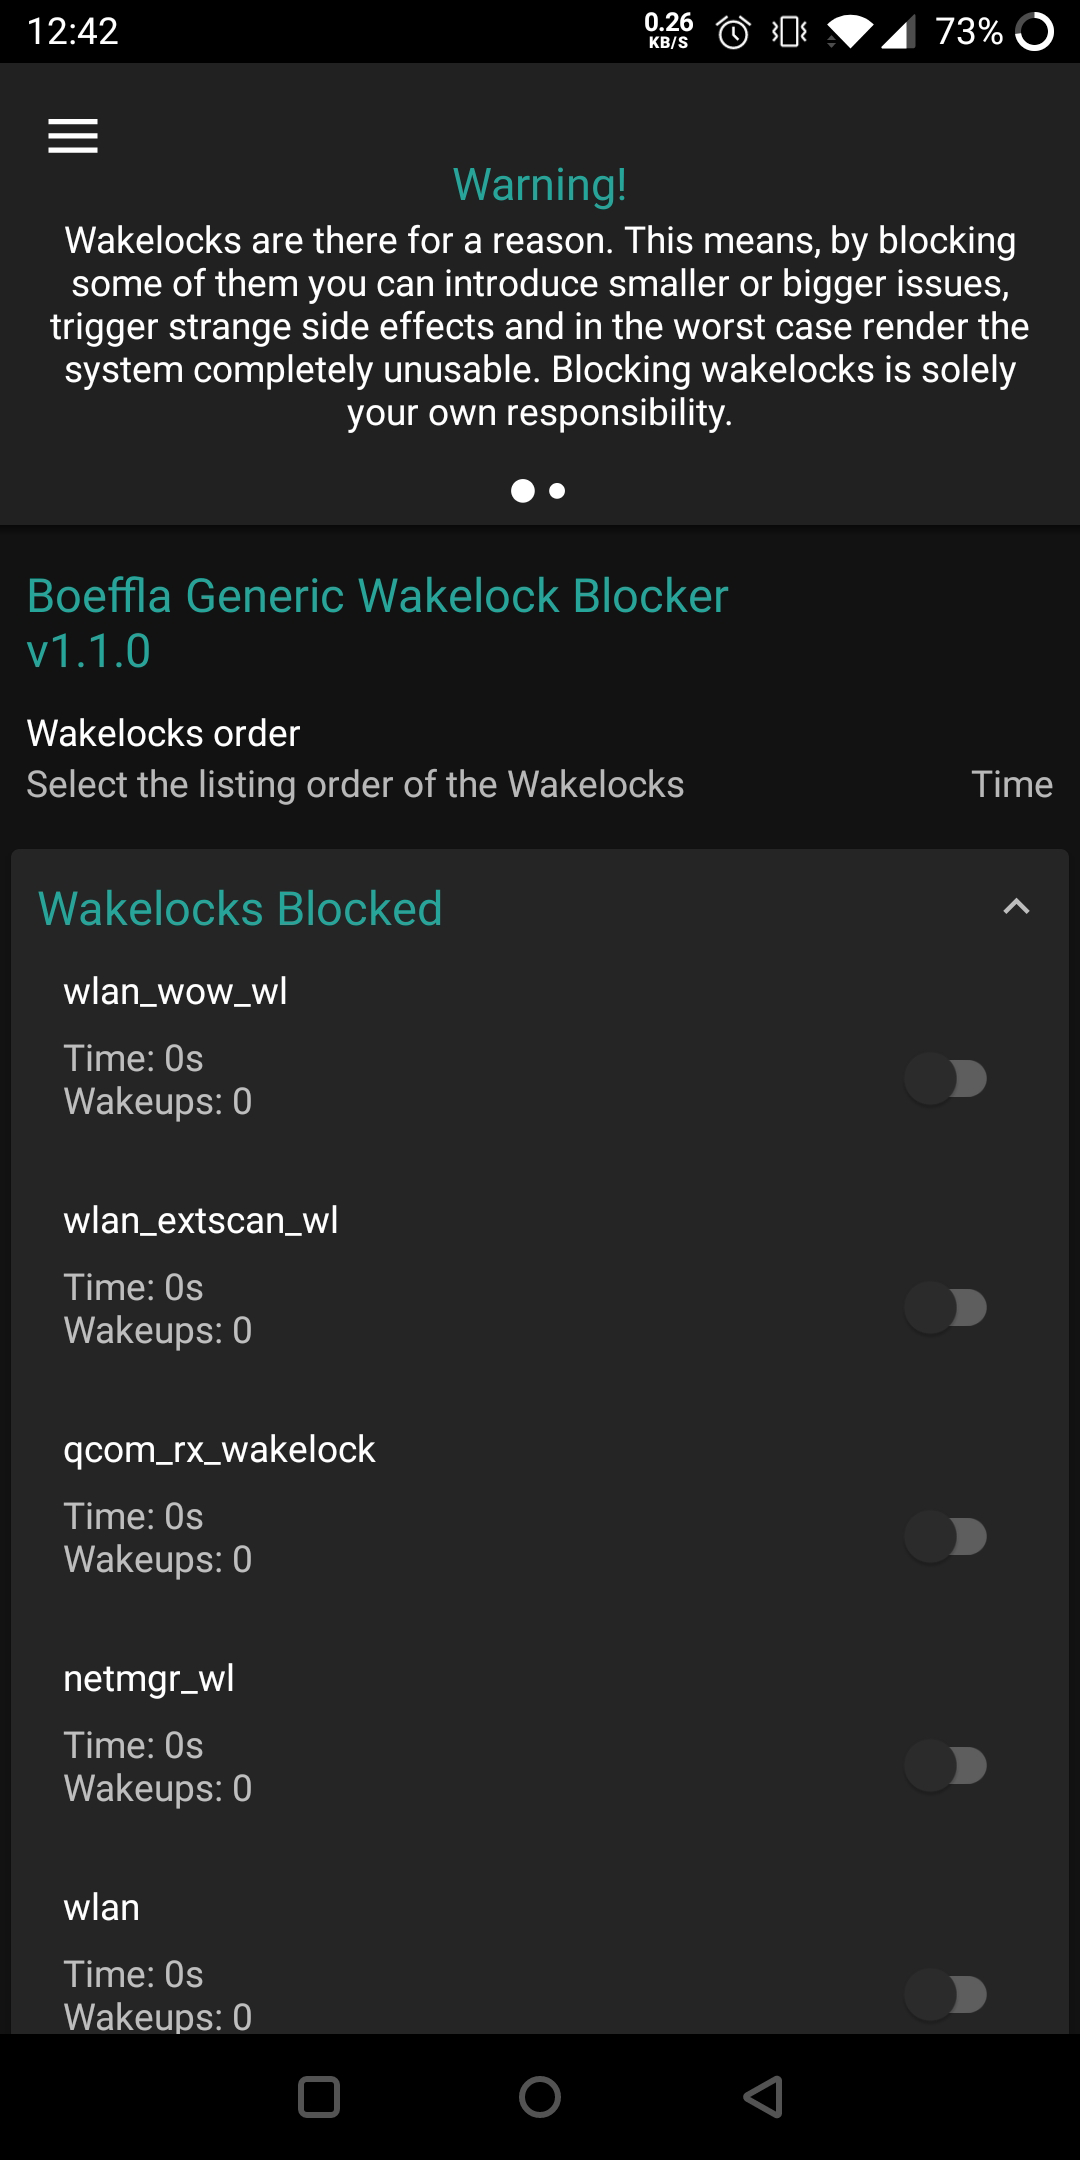 12:42
0.26
KB/S
73%
Warning!
Wakelocks are there for a reason. This means, by blocking
some of them you can introduce smaller or bigger issues,
trigger strange side effects and in the worst case render the
system completely unusable. Blocking wakelocks is solely
your own responsibility.
Boeffla Generic Wakelock Blocker
v1.1.0
Wakelocks order
Select the listing order of the Wakelocks
Time
Wakelocks Blocked
wlan_wow_wl
Time: 0s
Wakeups: 0
wlan_extscan_wl
Time: 0s
Wakeups: 0
qcom_rx_wakelock
Time: 0s
Wakeups: 0
netmgr_wl
Time: 0s
Wakeups: 0
wlan
Time: 0s
Wakeups: 0